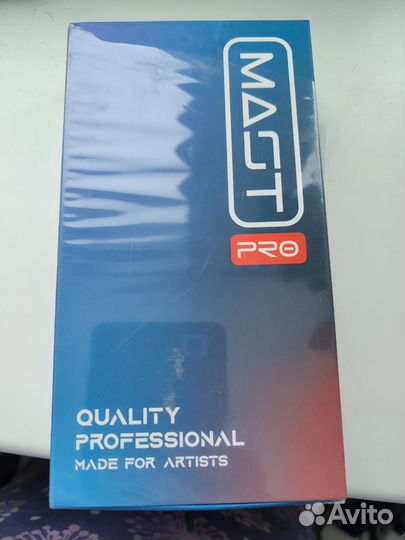 MAST
PRO
QUALITY
PROFESSIONAL
MADE FOR ARTISTS
Avito